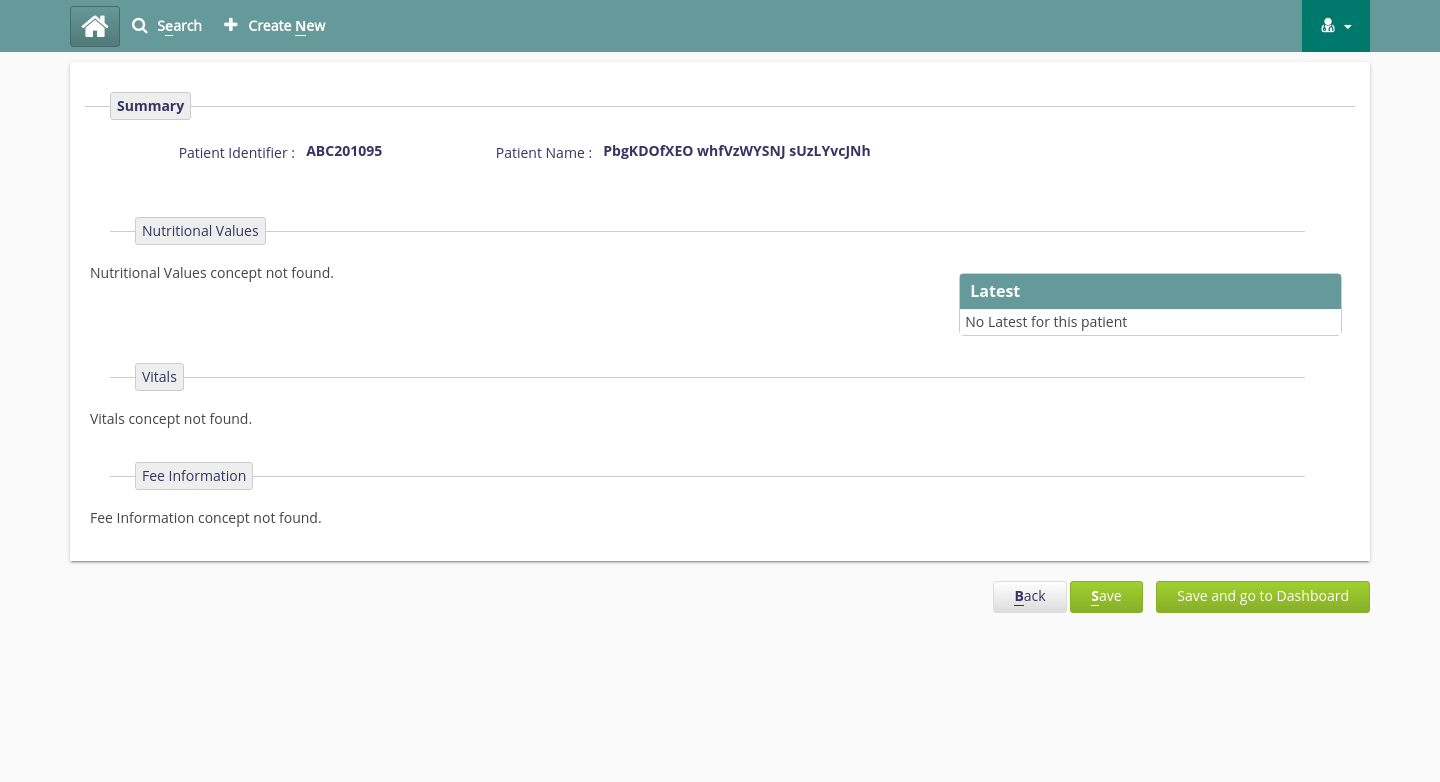 Search
Create New
Summary
Patient Identifier : ABC201095 Patient Name : PbgKDOfXEO whfVzWYSNJ sUzLYvcJNh
Nutritional Values
Nutritional Values concept not found.
Latest
No Latest for this patient
Vitals
Vitals concept not found.
Fee Information
Fee Information concept not found.
Back Save Save and go to Dashboard